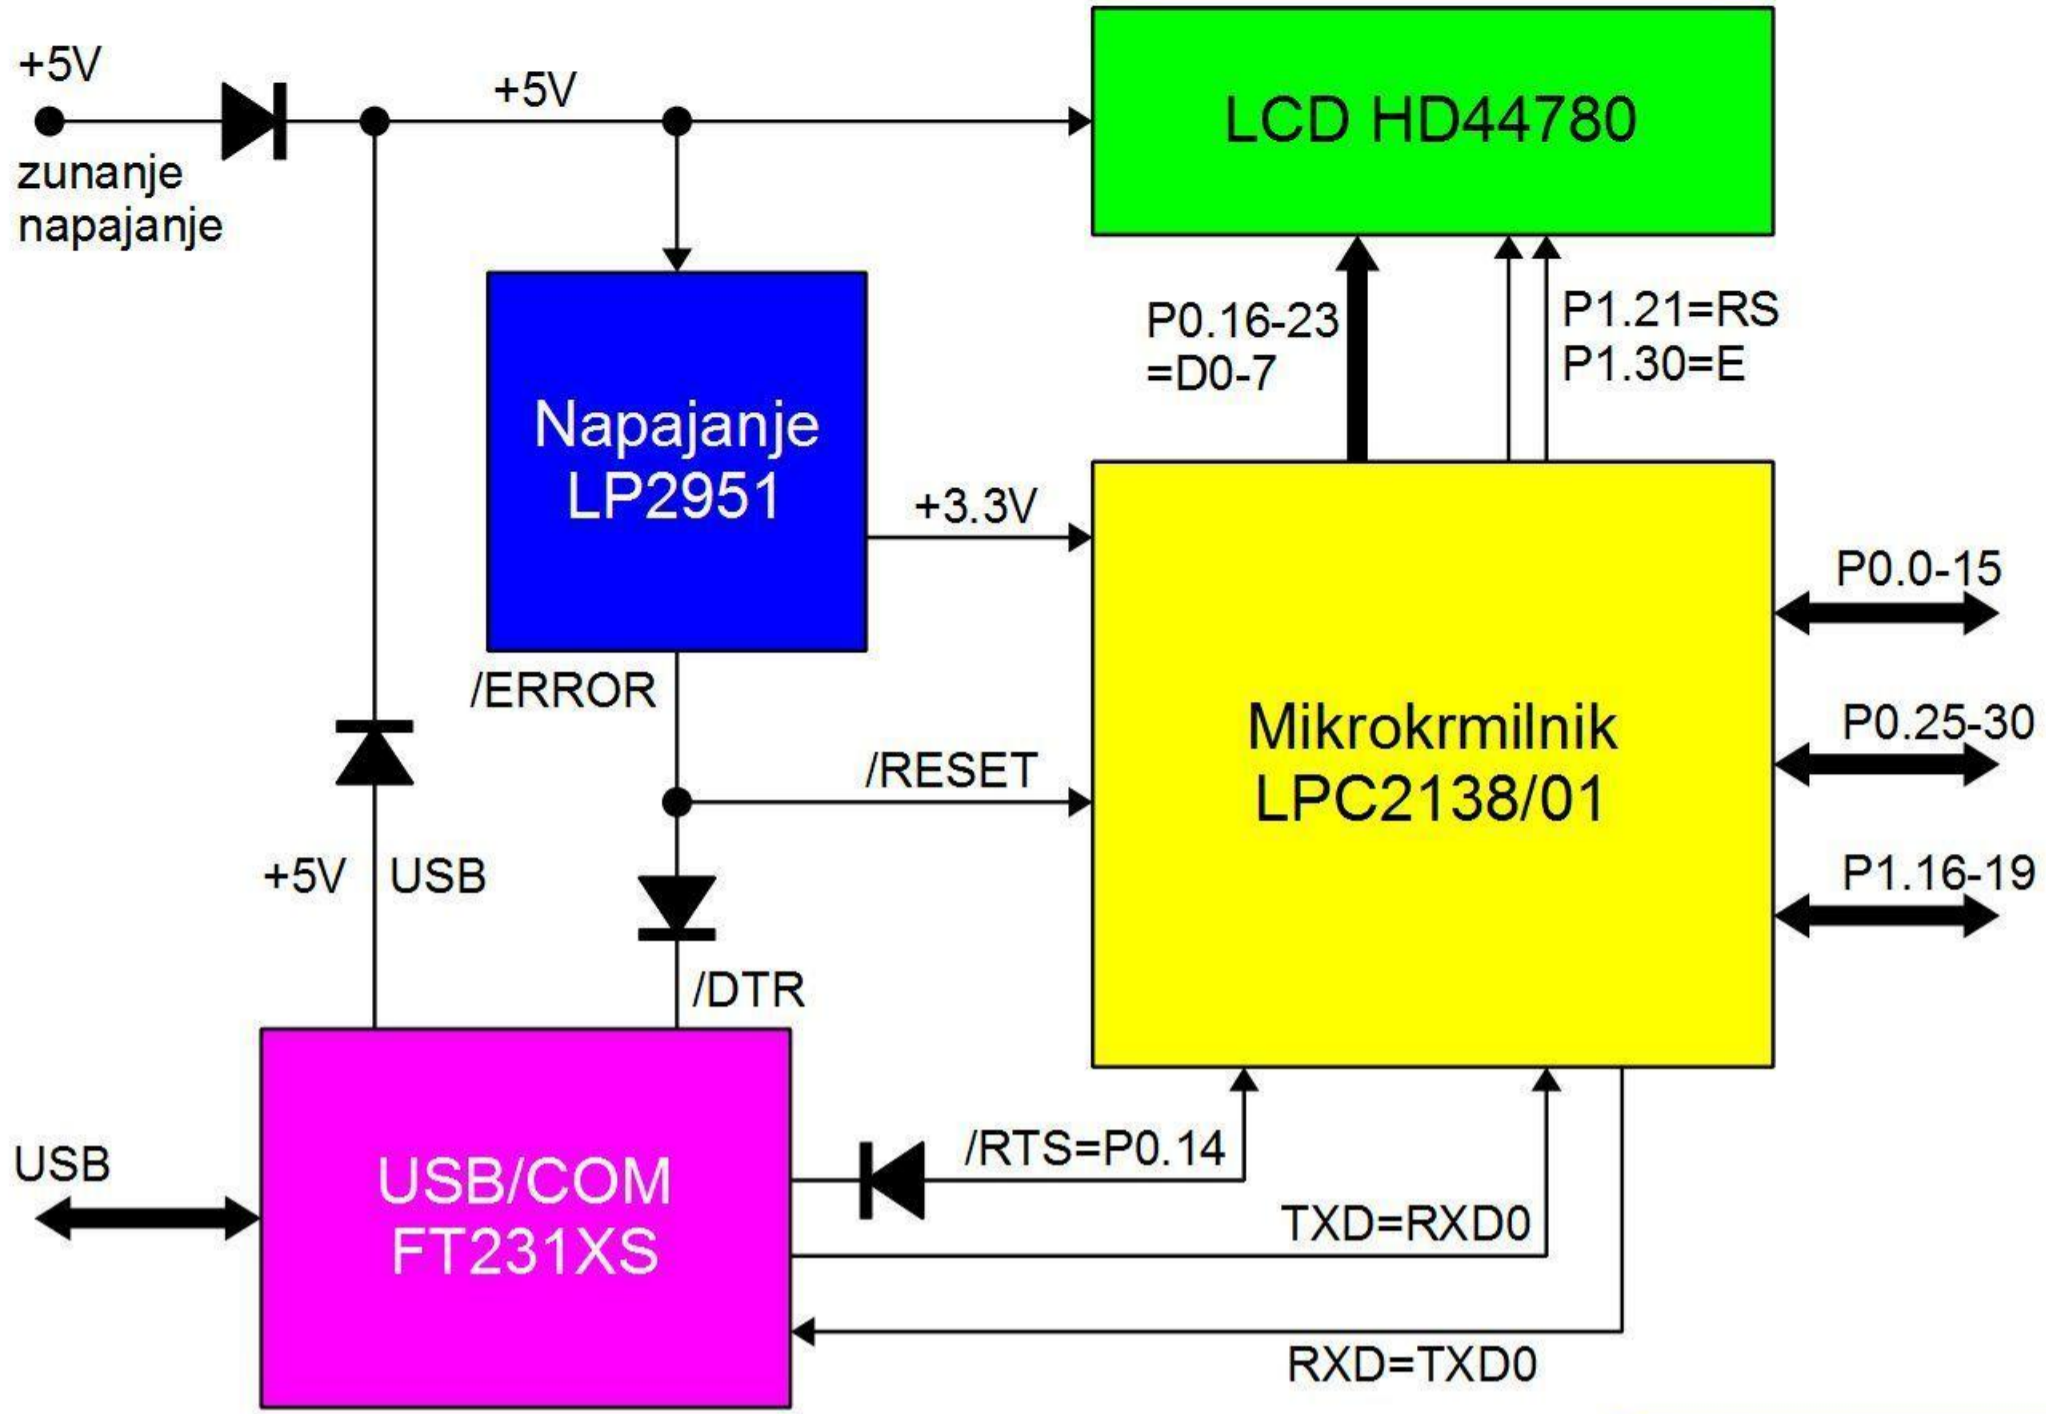 +5V
zunanje
napajanje
+5V
LCD HD44780
P0.16-23
=D0-7
P1.21=RS
P1.30=E
Napajanje
LP2951
+3.3V
/ERROR
/RESET
Mikrokrmilnik
LPC2138/01
P0.0-15
P0.25-30
P1.16-19
+5V USB
/DTR
USB
USB/COM
FT231XS
/RTS=P0.14
TXD=RXD0
RXD=TXD0